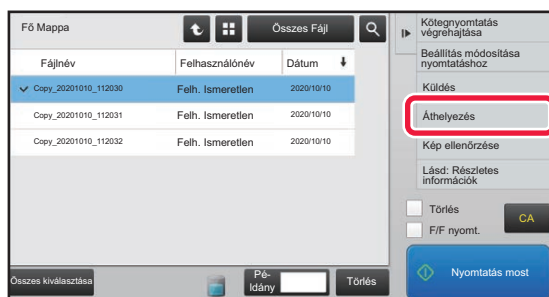 Fő Mappa
Összes Fájl
Fájlnév Felhasználónév Dátum
Copy_20201010_112030 Felh. Ismeretlen 2020/10/10
Copy_20201010_112031 Felh. Ismeretlen 2020/10/10
Copy_20201010_112032 Felh. Ismeretlen 2020/10/10
Összes kiválasztása
Pé-
ldány
Törlés
Kötegnyomtatás
végrehajtása
Beállítás módosítása
nyomtatáshoz
Küldés
Áthelyezés
Kép ellenőrzése
Lásd: Részletes
információk
Törlés
F/F nyomt.
CA
Nyomtatás most